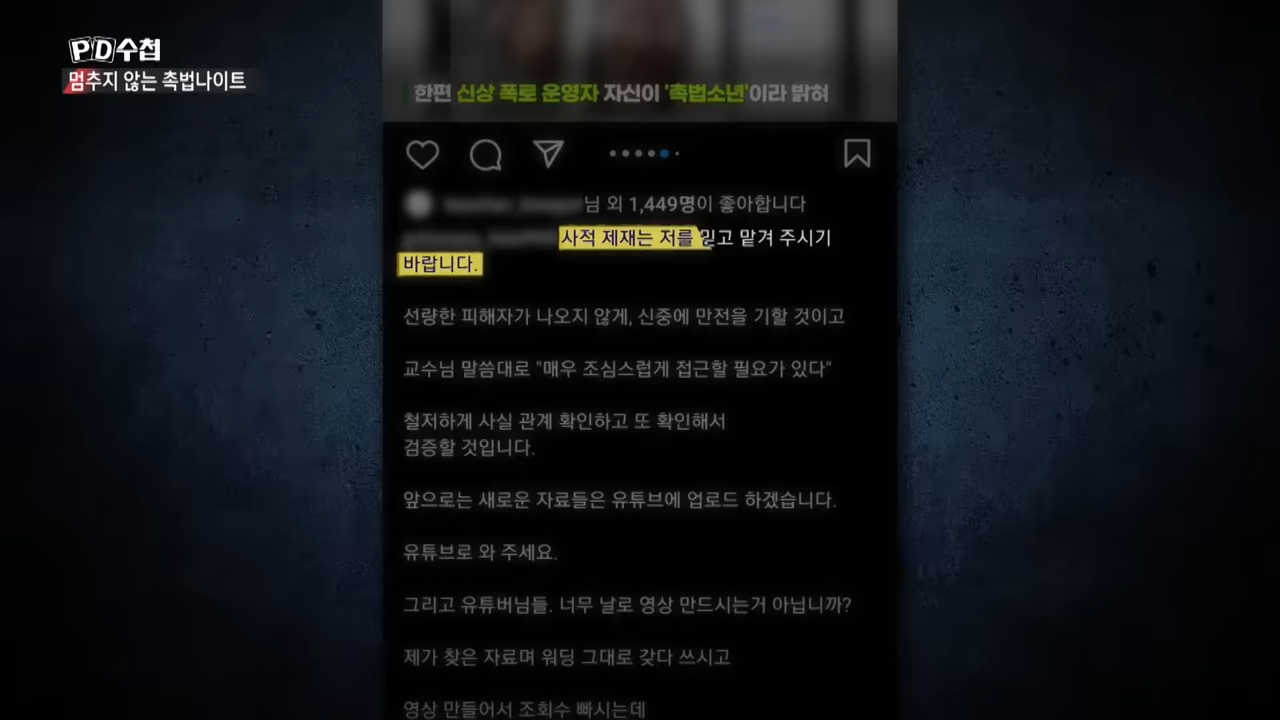 PD수첩
멈추지 않는 촉법나이트
한편 신상 폭로 운영자 자신이 '촉법소년'이라 밝혀
님 외 1,449명이 좋아합니다
사적 제재는 저를 믿고 맡겨 주시기
바랍니다.
선량한 피해자가 나오지 않게, 신중에 만전을 기할 것이고
교수님 말씀대로 "매우 조심스럽게 접근할 필요가 있다"
철저하게 사실 관계 확인하고 또 확인해서
검증할 것입니다.
앞으로는 새로운 자료들은 유튜브에 업로드 하겠습니다.
유튜브로 와 주세요.
그리고 유튜버님들. 너무 날로 영상 만드시는거 아닙니까?
제가 찾은 자료며 워딩 그대로 갖다 쓰시고
영상 만들어서 조회수 빠시는데